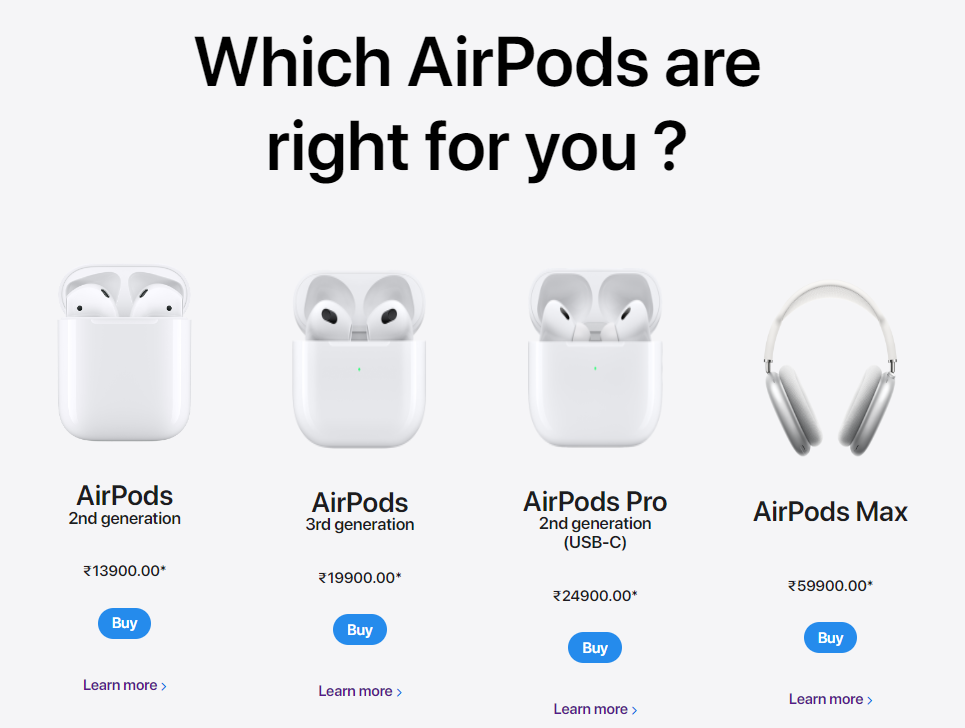 Which AirPods are
right for you ?
AirPods
2nd generation
₹13900.00*
Buy
Learn more >
AirPods
3rd generation
₹19900.00*
Buy
Learn more >
AirPods Pro
2nd generation
(USB-C)
₹24900.00*
Buy
Learn more >
AirPods Max
₹59900.00*
Buy
Learn more >